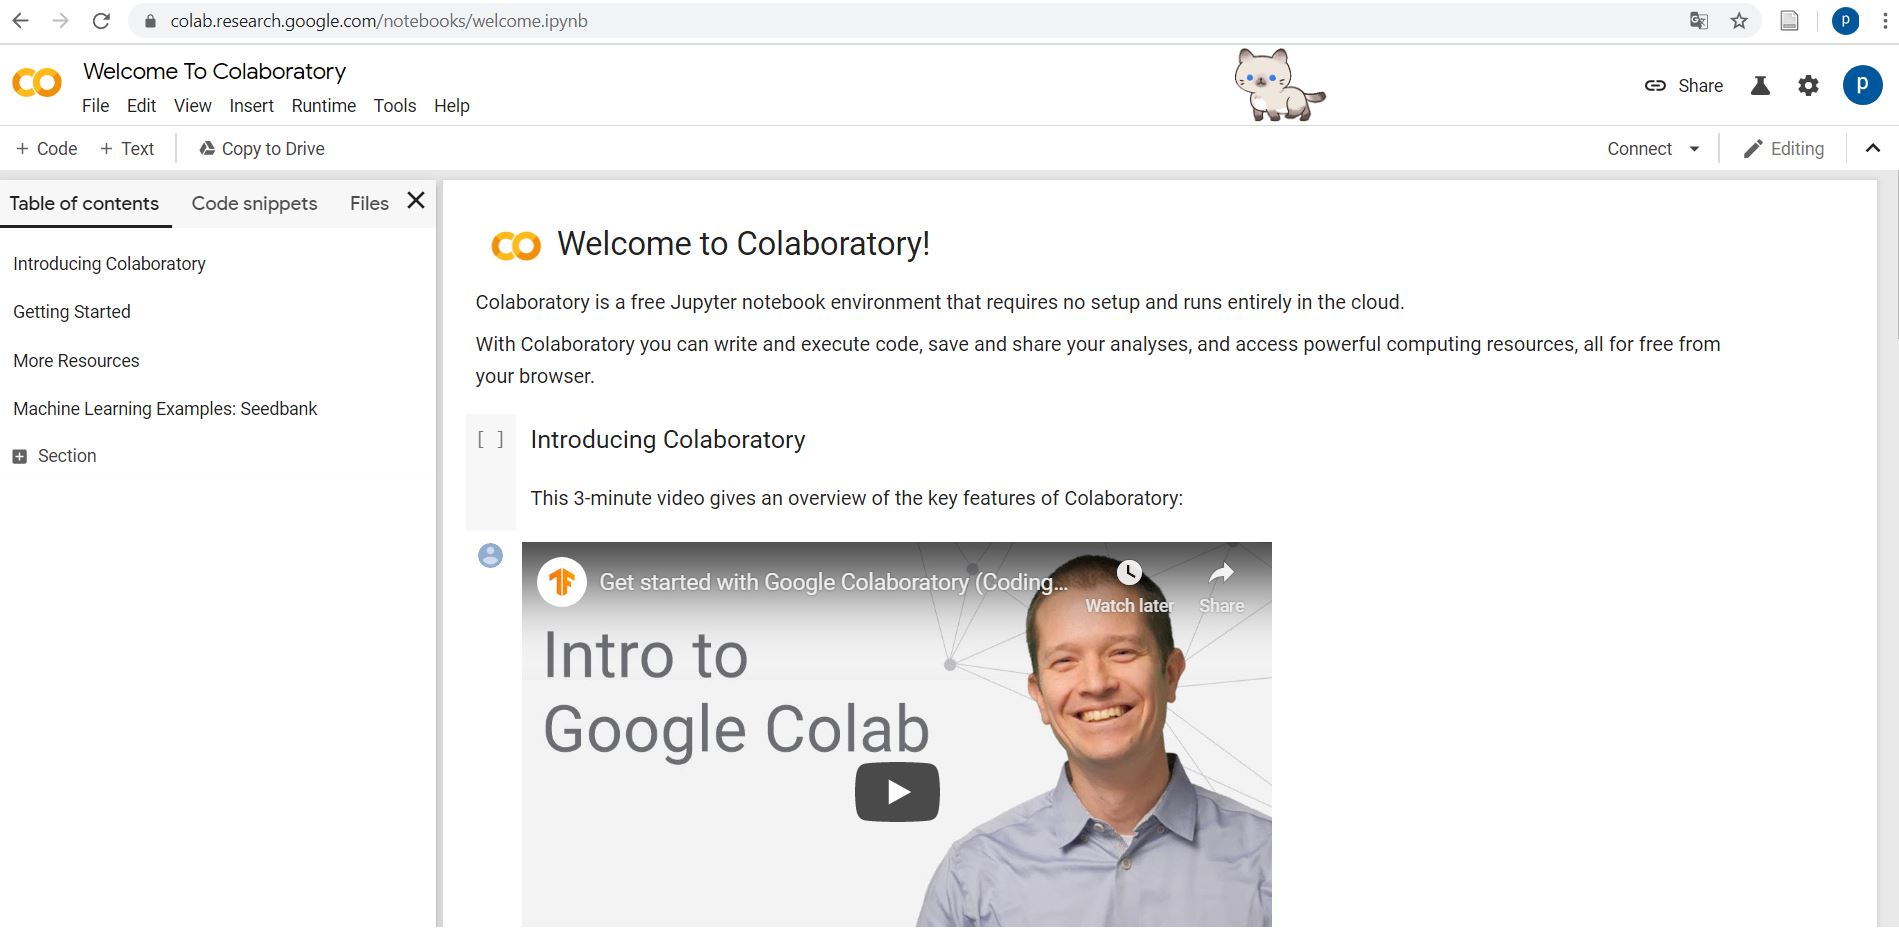 colab.research.google.com/notebooks/welcome.ipynb
p
Welcome To Colaboratory
File Edit View Insert Runtime Tools Help
Share
p
+ Code + Text Copy to Drive
Connect Editing
Table of contents Code snippets Files
Introducing Colaboratory
Getting Started
More Resources
Machine Learning Examples: Seedbank
Section
CO Welcome to Colaboratory!
Colaboratory is a free Jupyter notebook environment that requires no setup and runs entirely in the cloud.
With Colaboratory you can write and execute code, save and share your analyses, and access powerful computing resources, all for free from
your browser.
[ ] Introducing Colaboratory
This 3-minute video gives an overview of the key features of Colaboratory:
Get started with Google Colaboratory (Coding...
Watch later Share
Intro to
Google Colab